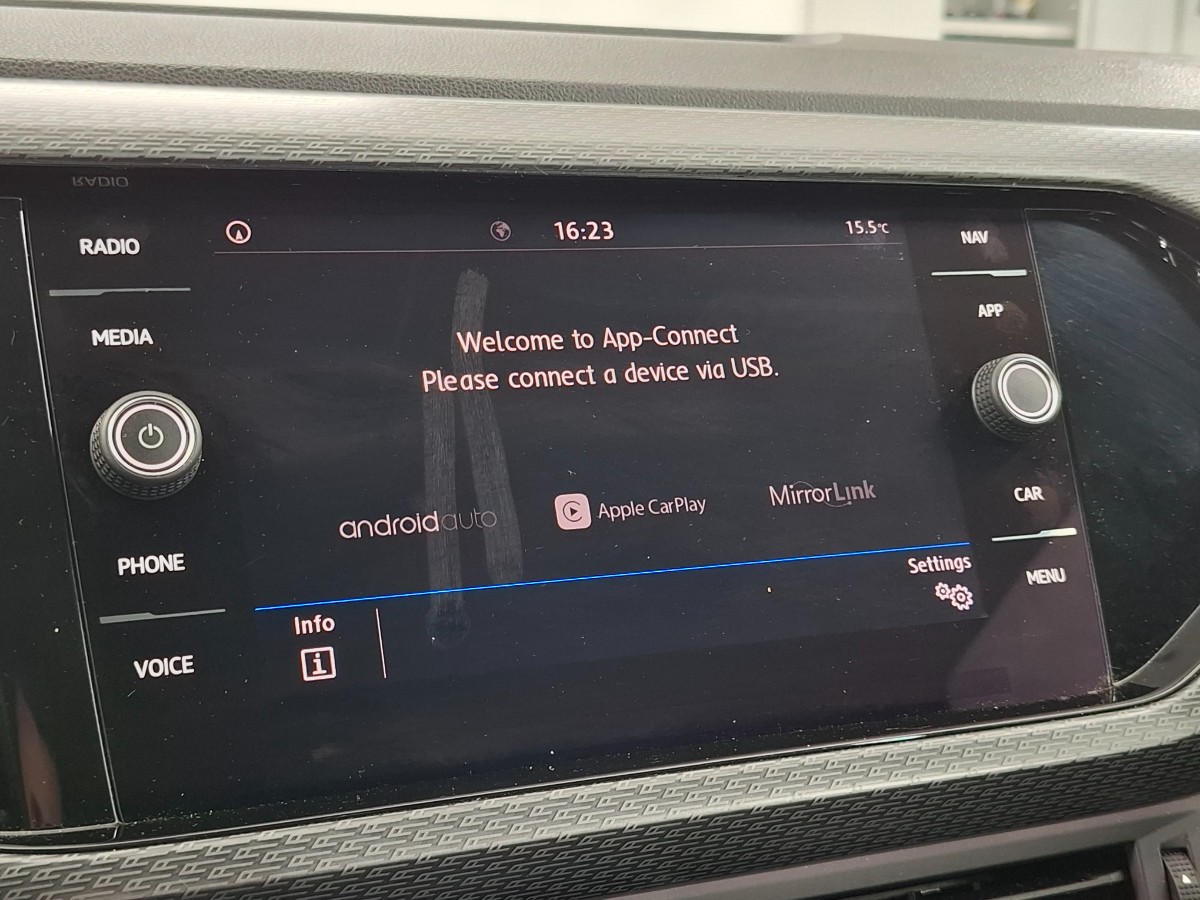 RADIO
RADIO
MEDIA
PHONE
VOICE
16:23
15.5°C
Welcome to App-Connect
Please connect a device via USB.
androidauto
Apple CarPlay
MirrorLink
Info
i
Settings
NAV
APP
CAR
MENU